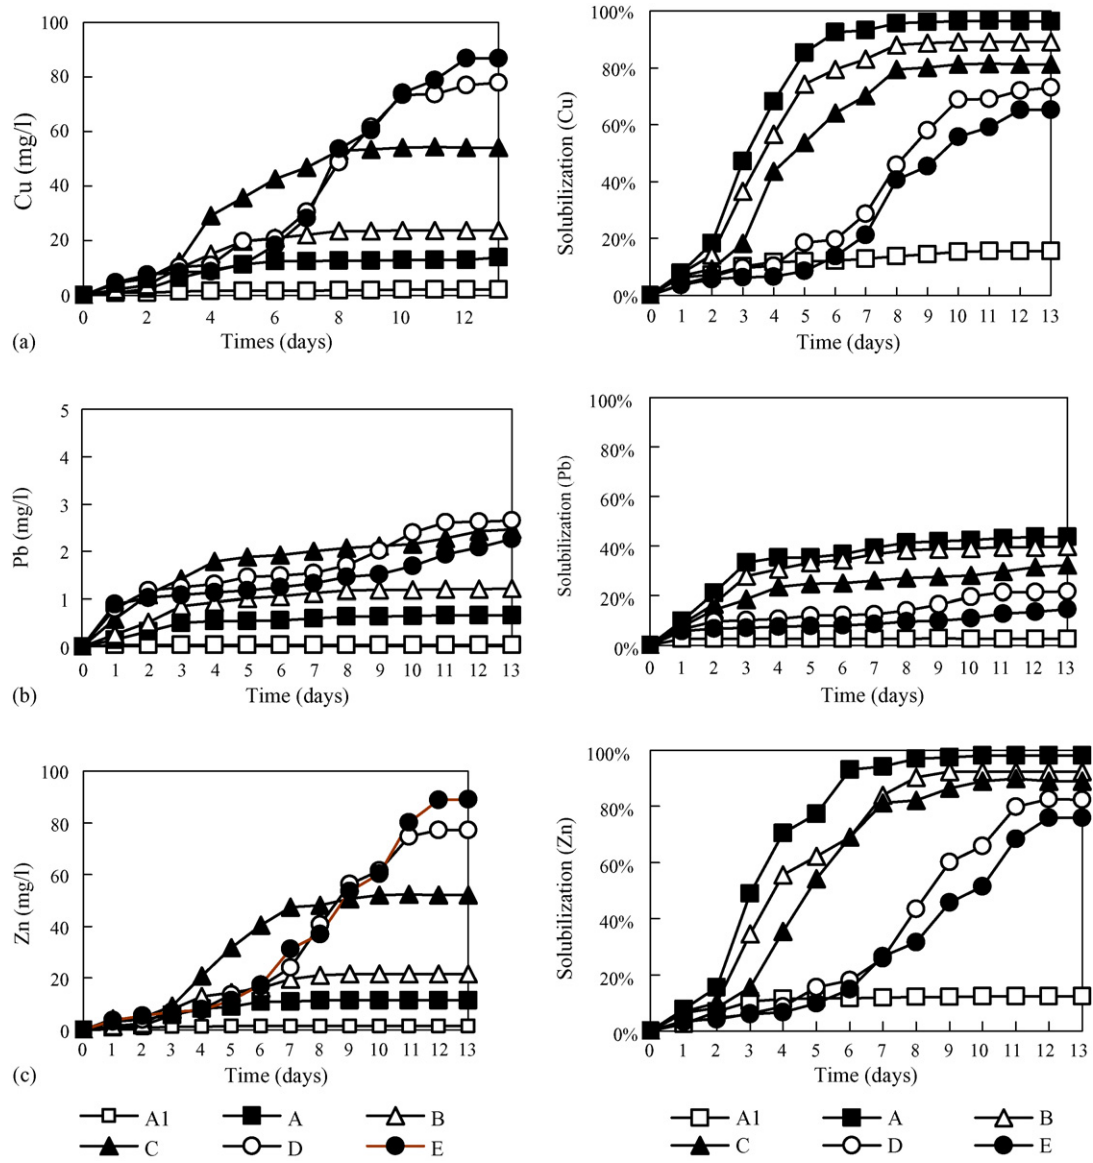 100
80
60
40
20
0
Cu (mg/l)
0 2 4 6 8 10 12
Times (days)
(a)
100%
80%
60%
40%
20%
0%
Solubilization (Cu)
0 1 2 3 4 5 6 7 8 9 10 11 12 13
Time (days)
5
4
3
2
1
0
Pb (mg/l)
0 1 2 3 4 5 6 7 8 9 10 11 12 13
Time (days)
(b)
100%
80%
60%
40%
20%
0%
Solubilization (Pb)
0 1 2 3 4 5 6 7 8 9 10 11 12 13
Time (days)
100
80
60
40
20
0
Zn (mg/l)
0 1 2 3 4 5 6 7 8 9 10 11 12 13
Time (days)
(c)
100%
80%
60%
40%
20%
0%
Solubilization (Zn)
0 1 2 3 4 5 6 7 8 9 10 11 12 13
Time (days)
A1 A B
C D E
A1 A B
C D E